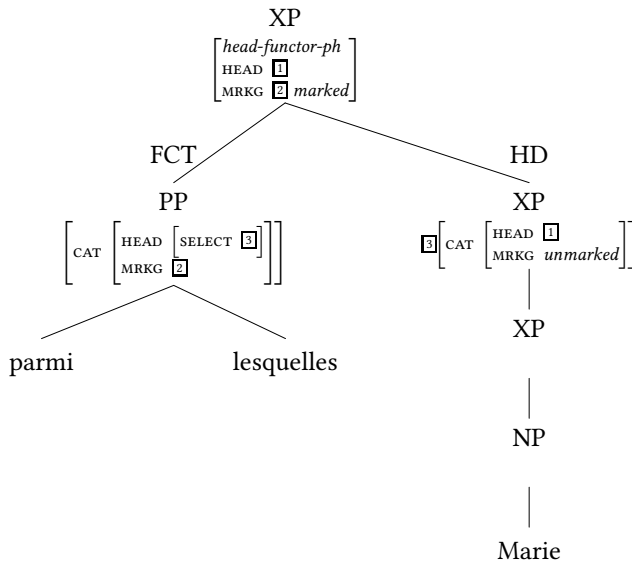 XP
head-functor-ph
HEAD 1
MRKG 2 marked
FCT HD
PP XP
CAT HEAD [SELECT 3] 3 CAT HEAD 1
MRKG 2 MRKG unmarked
XP
parmi lesquelles
NP
Marie